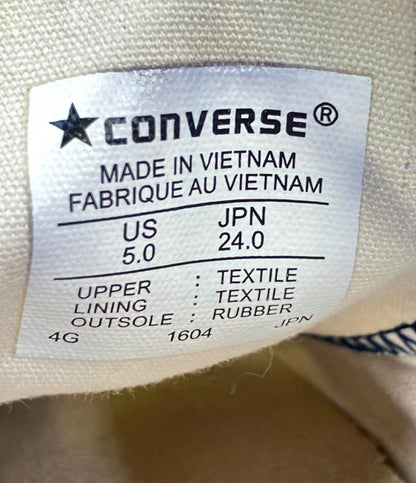 ★CONVERSE®
MADE IN VIETNAM
FABRIQUE AU VIETNAM
US JPN
5.0 24.0
UPPER : TEXTILE
LINING : TEXTILE
OUTSOLE : RUBBER
4G 1604 JPN